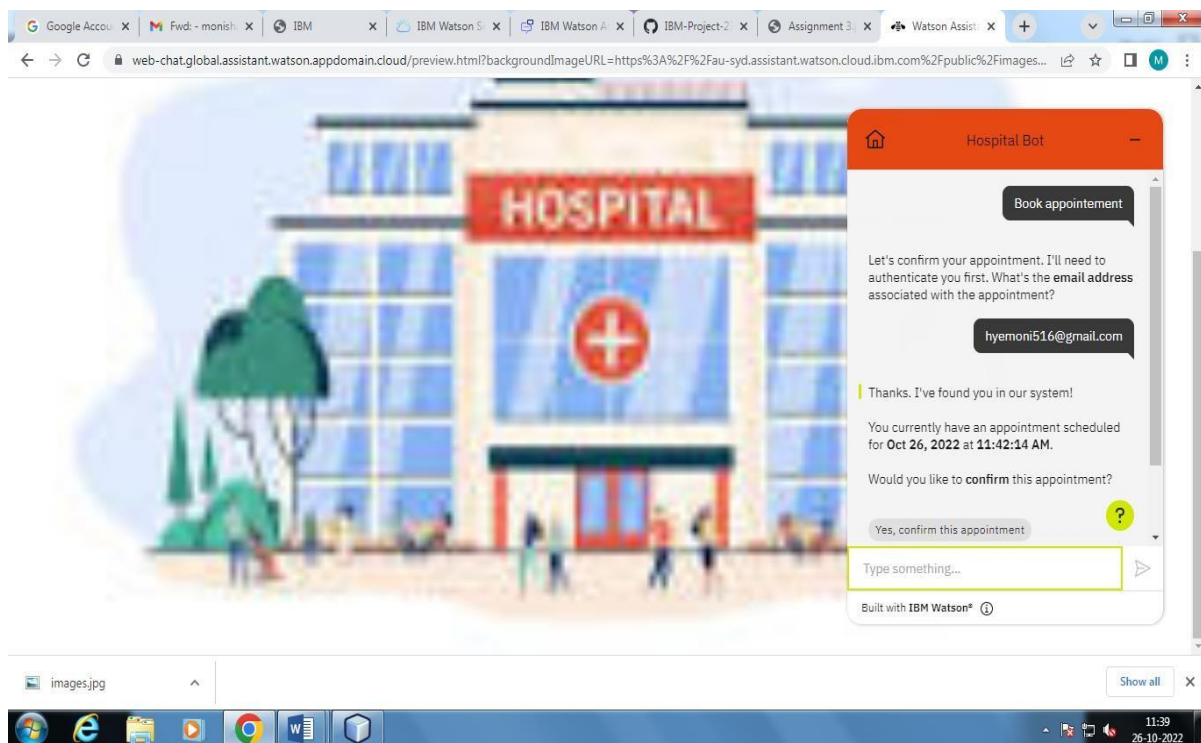 Google Accou
Fwd: - monish
IBM
IBM Watson S
IBM Watson A
IBM-Project-2
Assignment 3
Watson Assist
web-chat.global.assistant.watson.appdomain.cloud/preview.html?backgroundImageURL=https%3A%2F%2Fau-syd.assistant.watson.cloud.ibm.com%2Fpublic%2Fimages...
M
HOSPITAL
Hospital Bot
Book appointement
Let's confirm your appointment. I'll need to
authenticate you first. What's the email address
associated with the appointment?
hyemoni516@gmail.com
Thanks. I've found you in our system!
You currently have an appointment scheduled
for Oct 26, 2022 at 11:42:14 AM.
Would you like to confirm this appointment?
?
Yes, confirm this appointment
Type something...
Built with IBM Watson®
images.jpg
Show all
11:39
26-10-2022